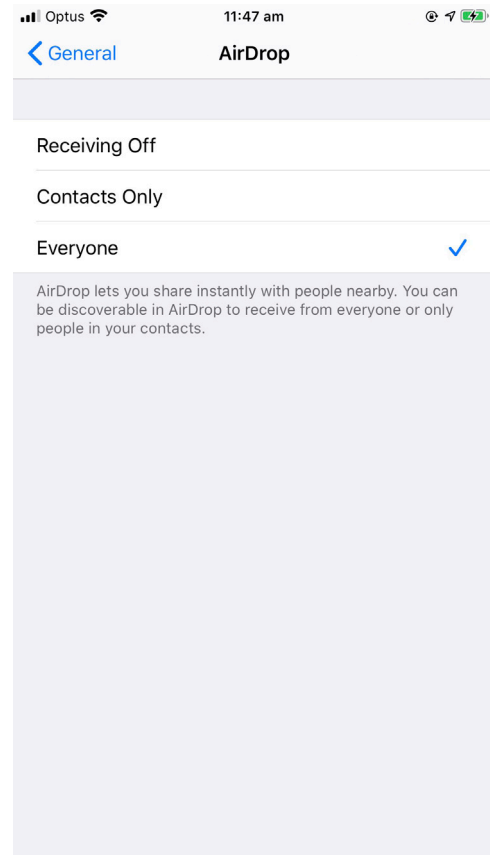 Optus 11:47 am
General AirDrop
Receiving Off
Contacts Only
Everyone
AirDrop lets you share instantly with people nearby. You can
be discoverable in AirDrop to receive from everyone or only
people in your contacts.